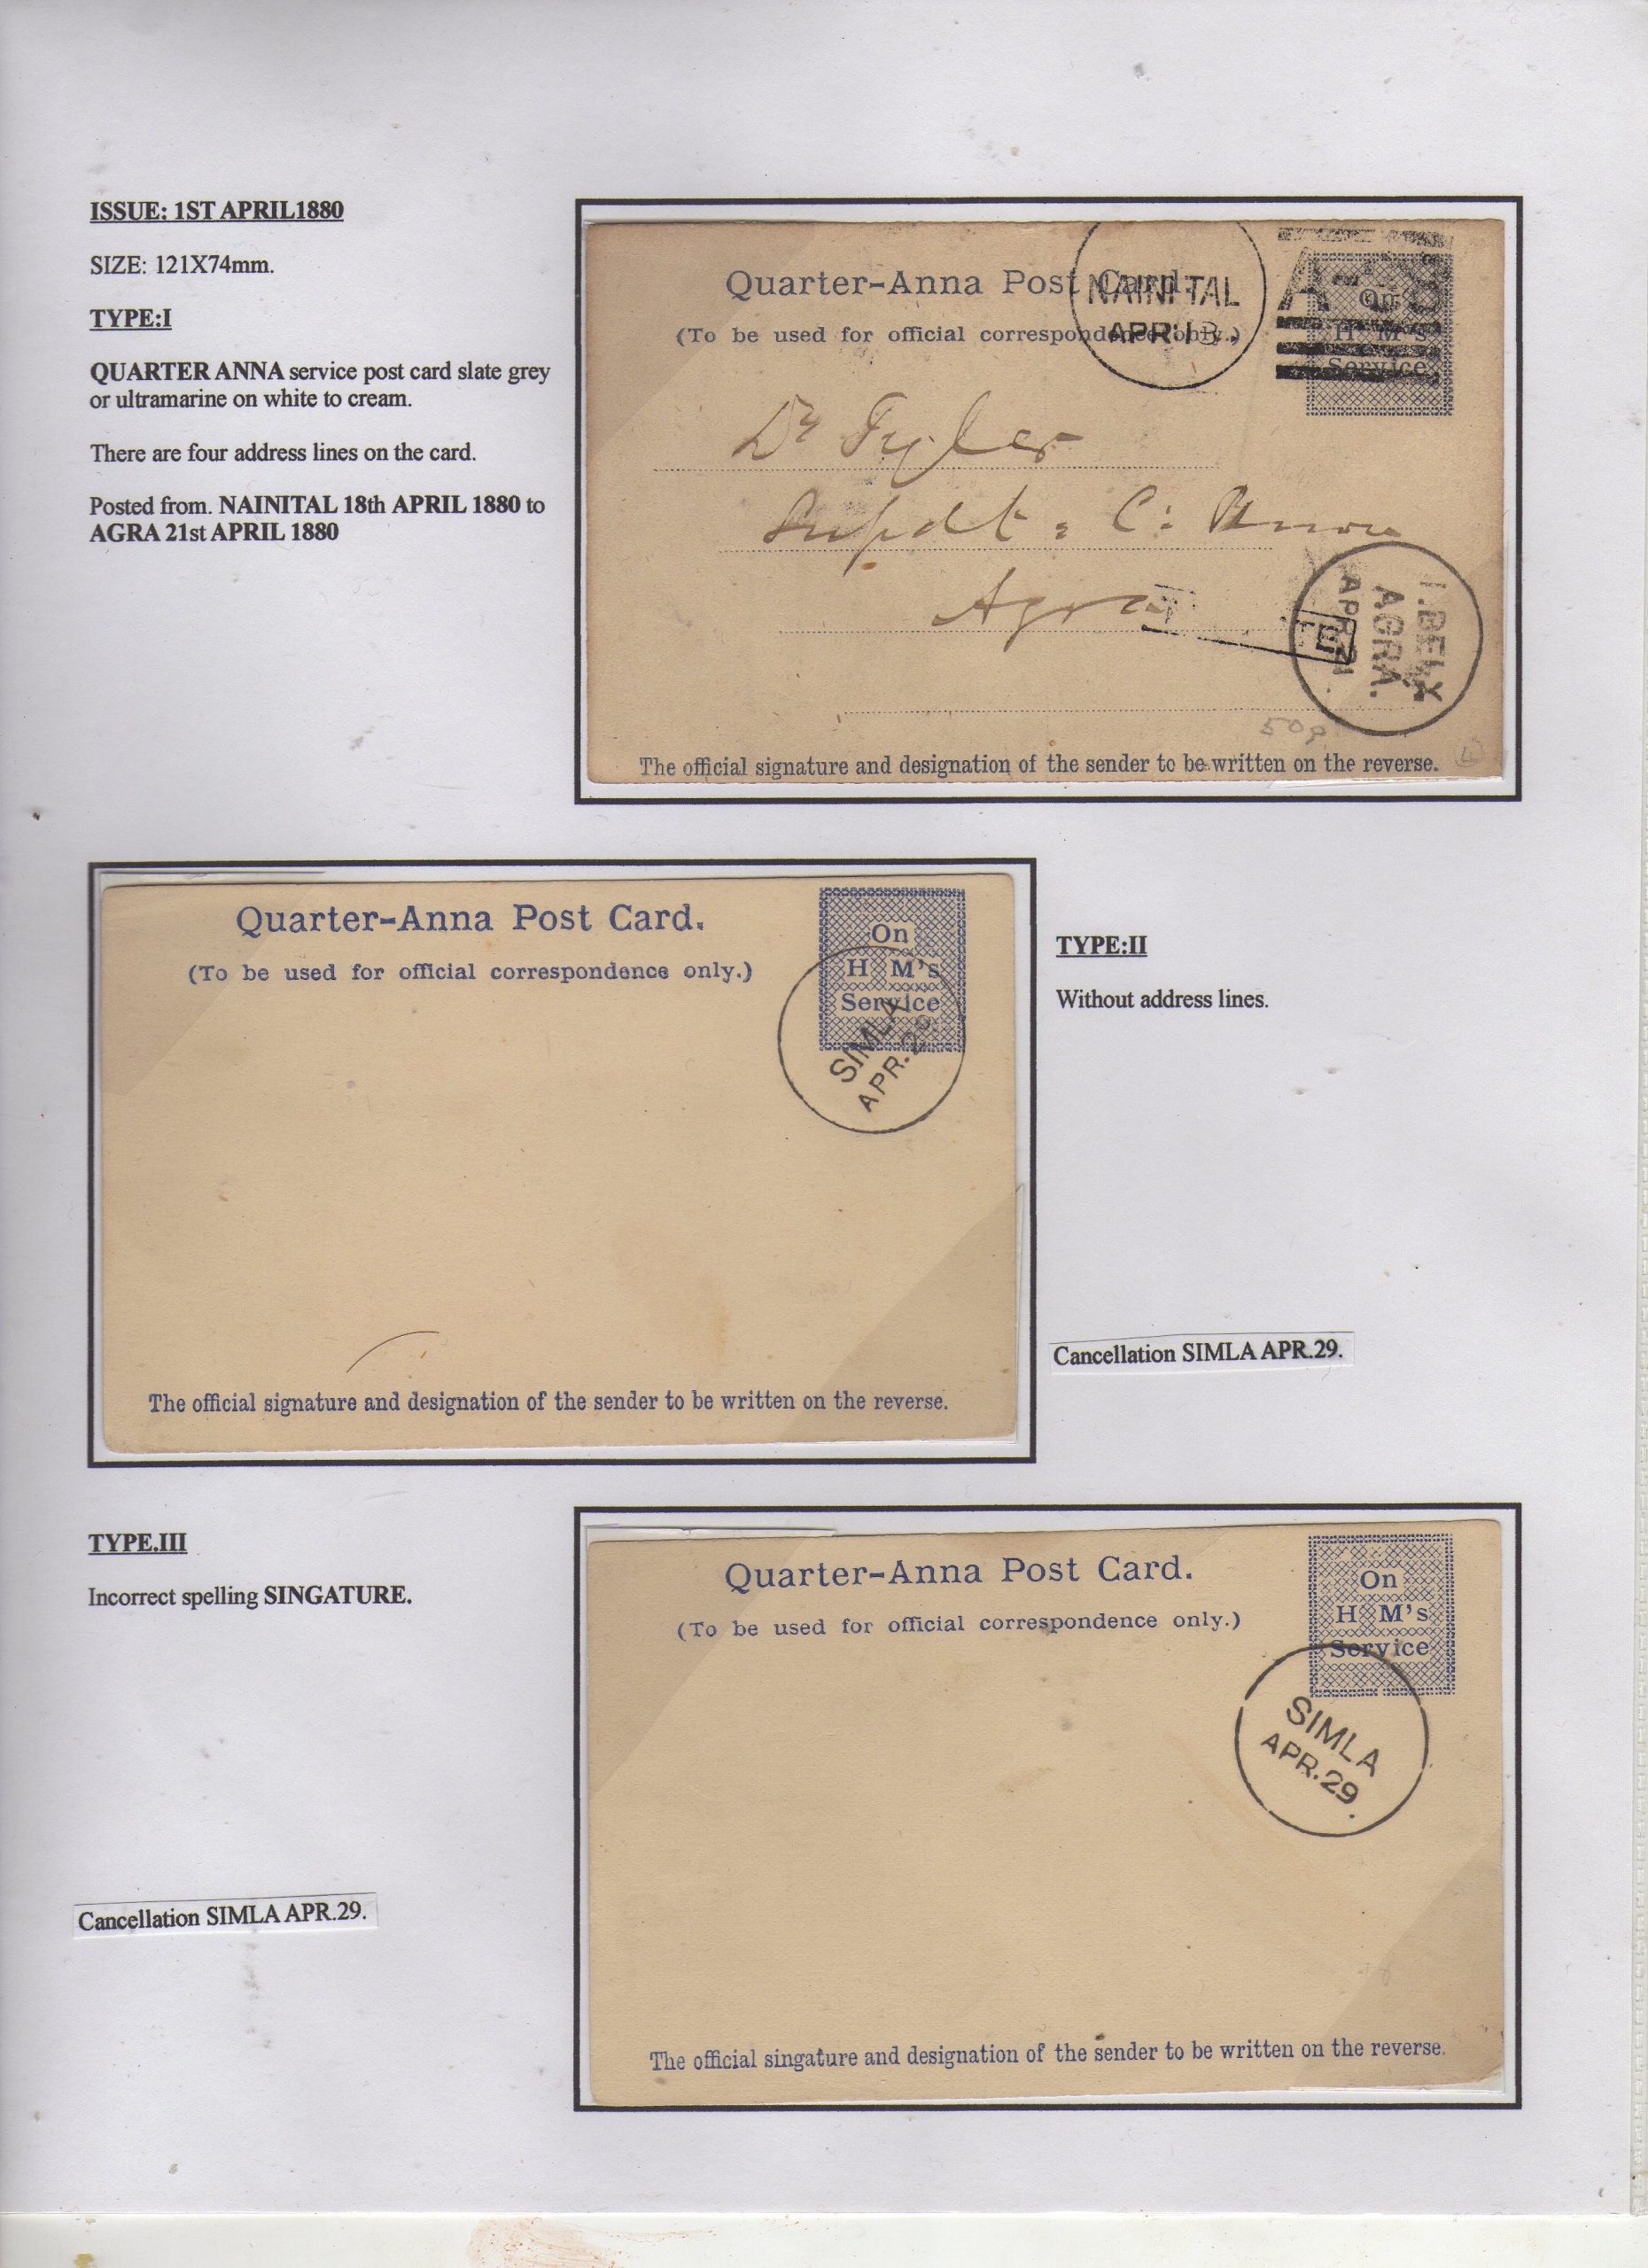 ISSUE: 1ST APRIL1880
SIZE: 121X74mm.
TYPE:I
QUARTER ANNA service post card slate grey
or ultramarine on white to cream.
There are four address lines on the card.
Posted from. NAINITAL 18th APRIL 1880 to
AGRA 21st APRIL 1880
Quarter-Anna Post Card.
(To be used for official correspondence only.)
NAINITAL
APR:18.
On
H M's
Service
Dr Tyler
Supdt: C:
Agra
AGRA.
509
4
The official signature and designation of the sender to be written on the reverse.
Quarter-Anna Post Card.
(To be used for official correspondence only.)
On
H M's
Service
SIMLA
APR.29
The official signature and designation of the sender to be written on the reverse.
TYPE:II
Without address lines.
Cancellation SIMLA APR.29.
TYPE.III
Incorrect spelling SINGATURE.
Cancellation SIMLA APR.29.
Quarter-Anna Post Card.
(To be used for official correspondence only.)
On
H M's
Service
SIMLA
APR.29
The official singature and designation of the sender to be written on the reverse.